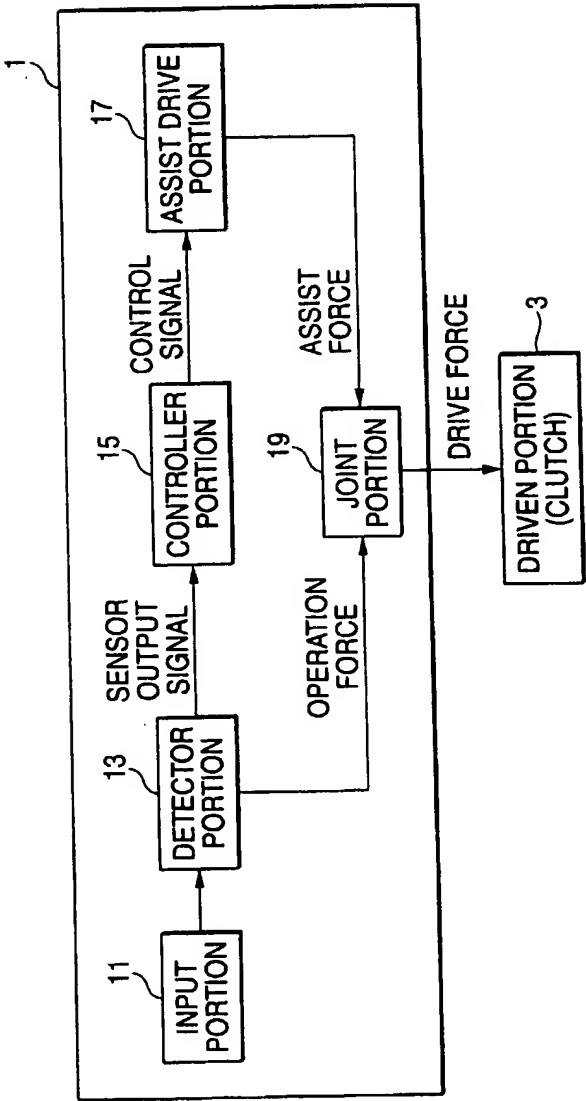 1
11
INPUT
PORTION
13
DETECTOR
PORTION
SENSOR
OUTPUT
SIGNAL
15
CONTROLLER
PORTION
CONTROL
SIGNAL
17
ASSIST DRIVE
PORTION
OPERATION
FORCE
19
JOINT
PORTION
ASSIST
FORCE
DRIVE FORCE
3
DRIVEN PORTION
(CLUTCH)